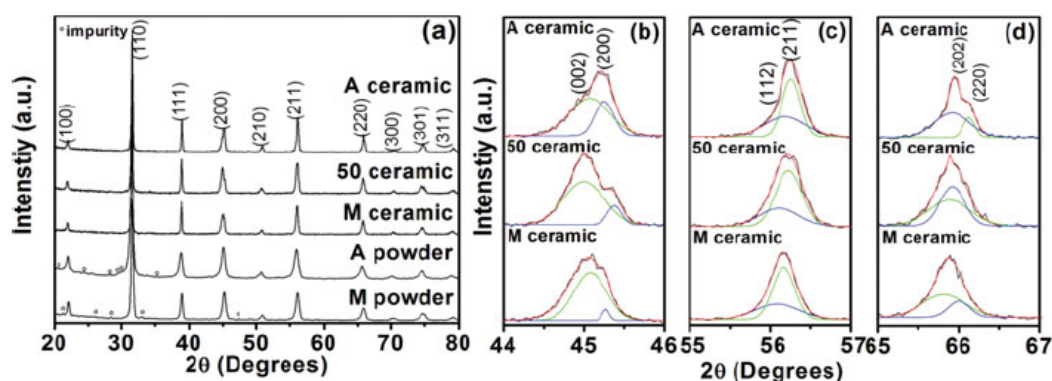 ∘impurity
(a)
(100)
(110)
(111)
(200)
(210)
(211)
(220)
(300)
(301)
(311)
A ceramic
50 ceramic
M ceramic
A powder
M powder
Intenstiy (a.u.)
20 30 40 50 60 70 80
2θ (Degrees)
A ceramic
(b)
(002)
(200)
50 ceramic
M ceramic
Intenstiy (a.u.)
44 45 46
A ceramic
(c)
(112)
(211)
50 ceramic
M ceramic
55 56 57
A ceramic
(d)
(202)
(220)
50 ceramic
M ceramic
65 66 67
2θ (Degrees)